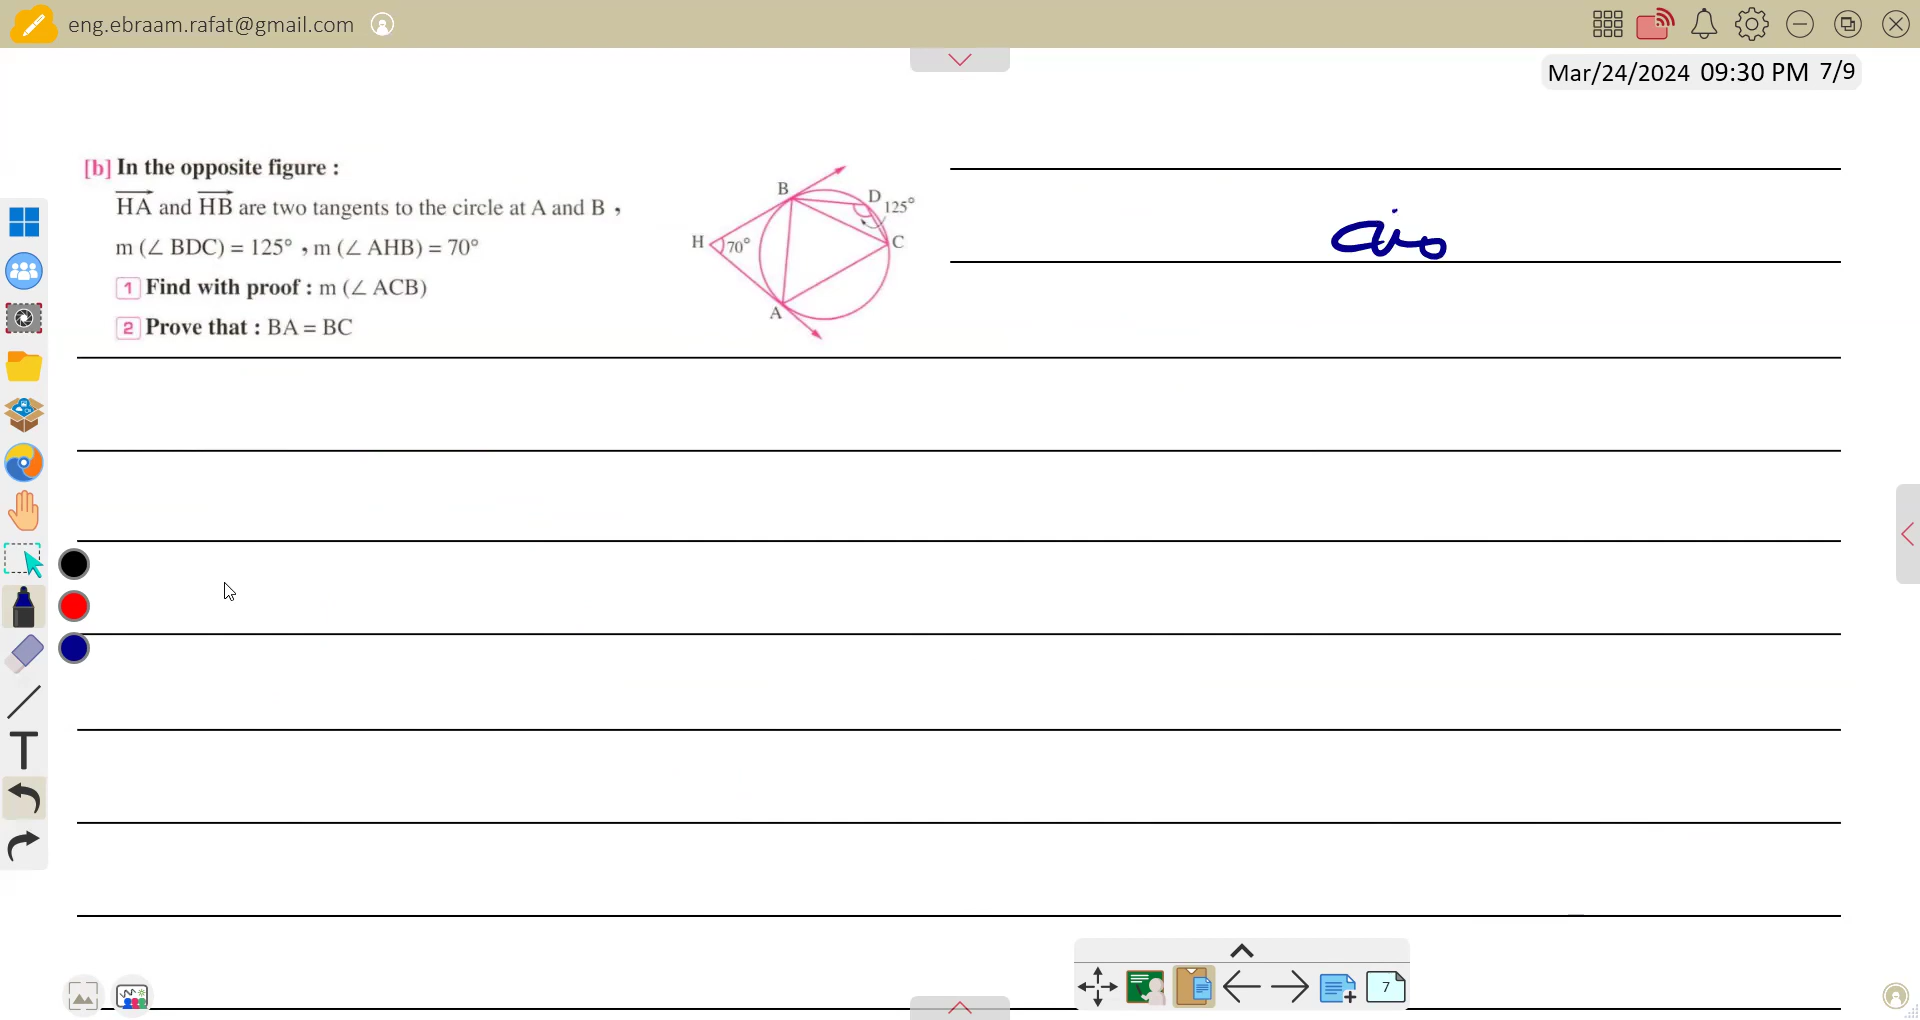 eng.ebraam.rafat@gmail.com
Mar/24/2024 09:30 PM 7/9
[b] In the opposite figure :
HA and HB are two tangents to the circle at A and B ,
m (∠ BDC) = 125° , m (∠ AHB) = 70°
1 Find with proof : m (∠ ACB)
2 Prove that : BA = BC
B
D
125°
H
70°
C
A
T
7